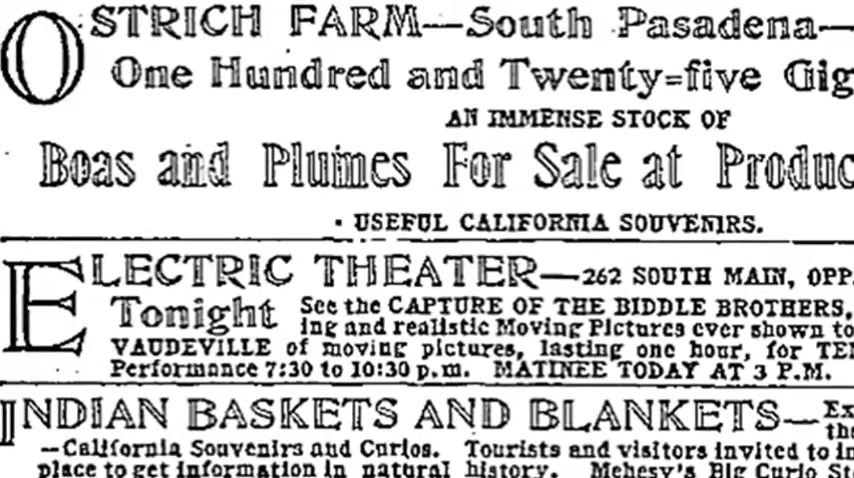 OSTRICH FARM—South Pasadena—
One Hundred and Twenty=five Gig
AN IMMENSE STOCK OF
Boas and Plumes For Sale at Produc
USEFUL CALIFORNIA SOUVENIRS.
ELECTRIC THEATER—262 SOUTH MAIN, OPP.
Tonight See the CAPTURE OF THE BIDDLE BROTHERS,
ing and realistic Moving Pictures ever shown to
VAUDEVILLE of moving pictures, lasting one hour, for TE
Performance 7:30 to 10:30 p.m. MATINEE TODAY AT 3 P.M.
INDIAN BASKETS AND BLANKETS—Ex
the
—California Souvenirs and Curios. Tourists and visitors invited to in
place to get information in natural history. Mehesy's Big Curio St